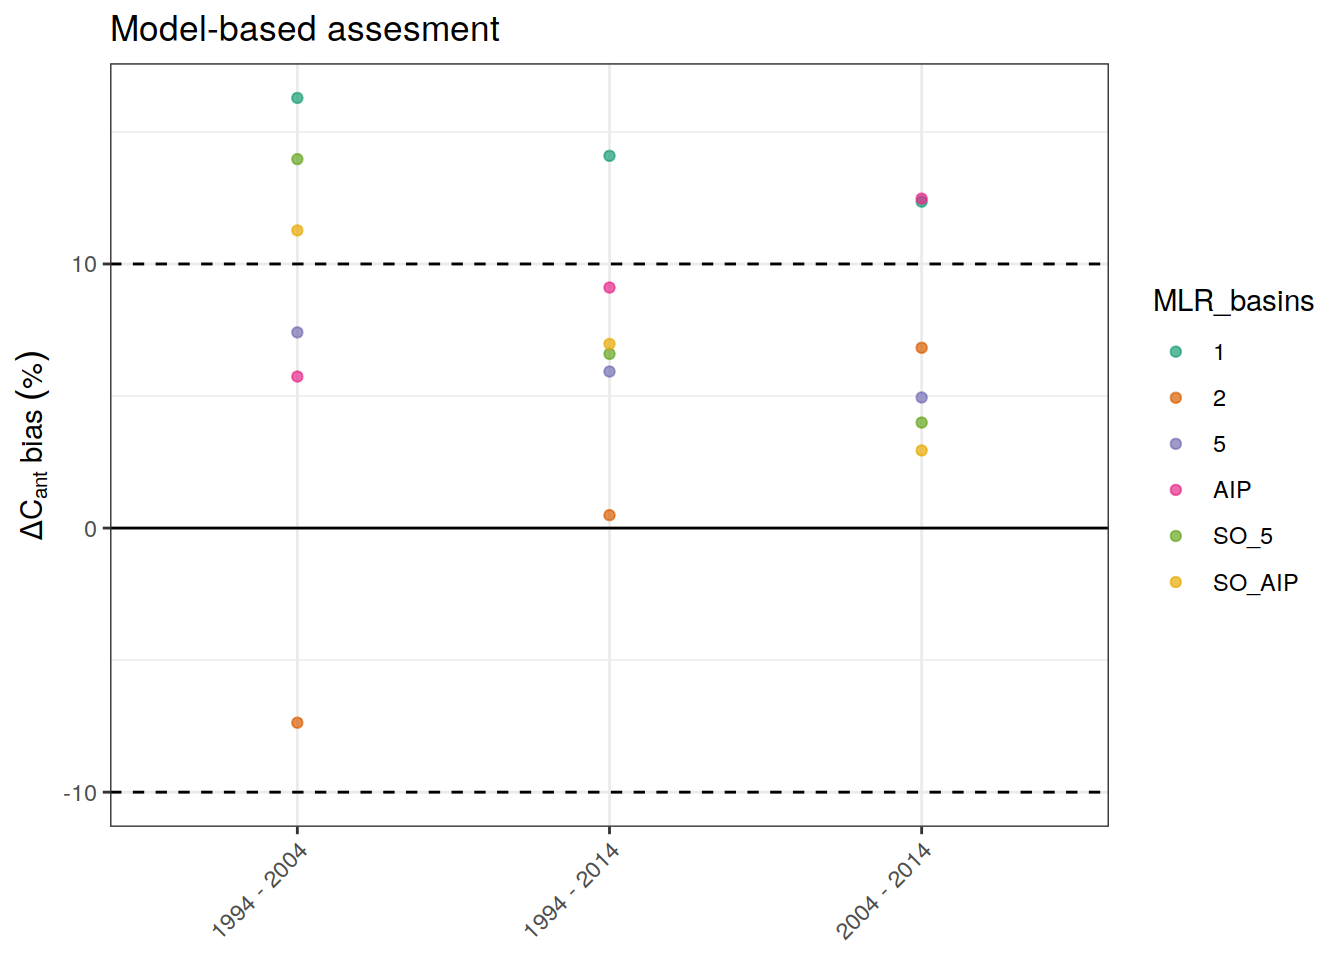 Model-based assesment
ΔCant bias (%)
10
0
-10
1994 - 2004
1994 - 2014
2004 - 2014
MLR_basins
1
2
5
AIP
SO_5
SO_AIP